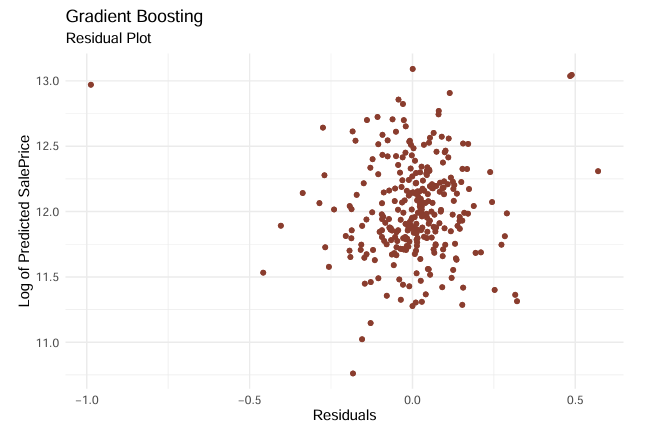 Gradient Boosting
Residual Plot
Log of Predicted SalePrice
13.0
12.5
12.0
11.5
11.0
−1.0
−0.5
0.0
0.5
Residuals